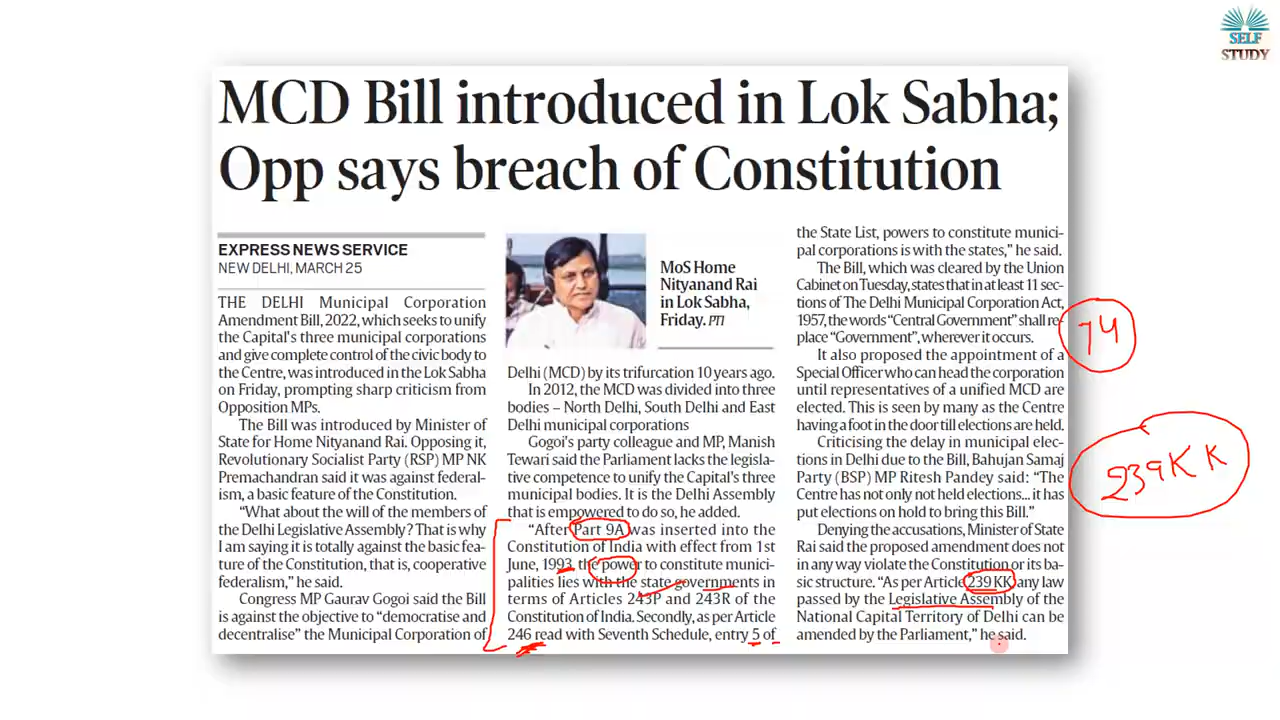 SELF
STUDY
MCD Bill introduced in Lok Sabha;
Opp says breach of Constitution
EXPRESS NEWS SERVICE
NEW DELHI, MARCH 25
THE DELHI Municipal Corporation
Amendment Bill, 2022, which seeks to unify
the Capital's three municipal corporations
and give complete control of the civic body to
the Centre, was introduced in the Lok Sabha
on Friday, prompting sharp criticism from
Opposition MPs.
The Bill was introduced by Minister of
State for Home Nityanand Rai. Opposing it,
Revolutionary Socialist Party (RSP) MP NK
Premachandran said it was against federal-
ism, a basic feature of the Constitution.
"What about the will of the members of
the Delhi Legislative Assembly? That is why
I am saying it is totally against the basic fea-
ture of the Constitution, that is, cooperative
federalism," he said.
Congress MP Gaurav Gogoi said the Bill
is against the objective to "democratise and
decentralise" the Municipal Corporation of
MoS Home
Nityanand Rai
in Lok Sabha,
Friday. PTI
Delhi (MCD) by its trifurcation 10 years ago.
In 2012, the MCD was divided into three
bodies – North Delhi, South Delhi and East
Delhi municipal corporations
Gogoi's party colleague and MP, Manish
Tewari said the Parliament lacks the legisla-
tive competence to unify the Capital's three
municipal bodies. It is the Delhi Assembly
that is empowered to do so, he added.
"After Part 9A was inserted into the
Constitution of India with effect from 1st
June, 1993, the power to constitute munici-
palities lies with the state governments in
terms of Articles 243P and 243R of the
Constitution of India. Secondly, as per Article
246 read with Seventh Schedule, entry 5 of
the State List, powers to constitute munici-
pal corporations is with the states," he said.
The Bill, which was cleared by the Union
Cabinet on Tuesday, states that in at least 11 sec-
tions of The Delhi Municipal Corporation Act,
1957, the words "Central Government" shall re-
place "Government", wherever it occurs.
It also proposed the appointment of a
Special Officer who can head the corporation
until representatives of a unified MCD are
elected. This is seen by many as the Centre
having a foot in the door till elections are held.
Criticising the delay in municipal elec-
tions in Delhi due to the Bill, Bahujan Samaj
Party (BSP) MP Ritesh Pandey said: "The
Centre has not only not held elections... it has
put elections on hold to bring this Bill."
Denying the accusations, Minister of State
Rai said the proposed amendment does not
in any way violate the Constitution or its ba-
sic structure. "As per Article 239 KK, any law
passed by the Legislative Assembly of the
National Capital Territory of Delhi can be
amended by the Parliament," he said.
74
239KK